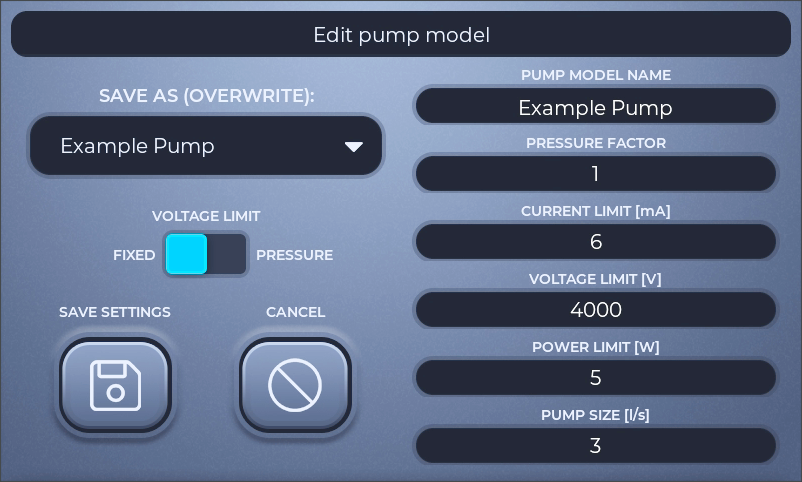 Edit pump model
SAVE AS (OVERWRITE):
Example Pump
VOLTAGE LIMIT
FIXED
PRESSURE
SAVE SETTINGS
CANCEL
PUMP MODEL NAME
Example Pump
PRESSURE FACTOR
1
CURRENT LIMIT [mA]
6
VOLTAGE LIMIT [V]
4000
POWER LIMIT [W]
5
PUMP SIZE [l/s]
3